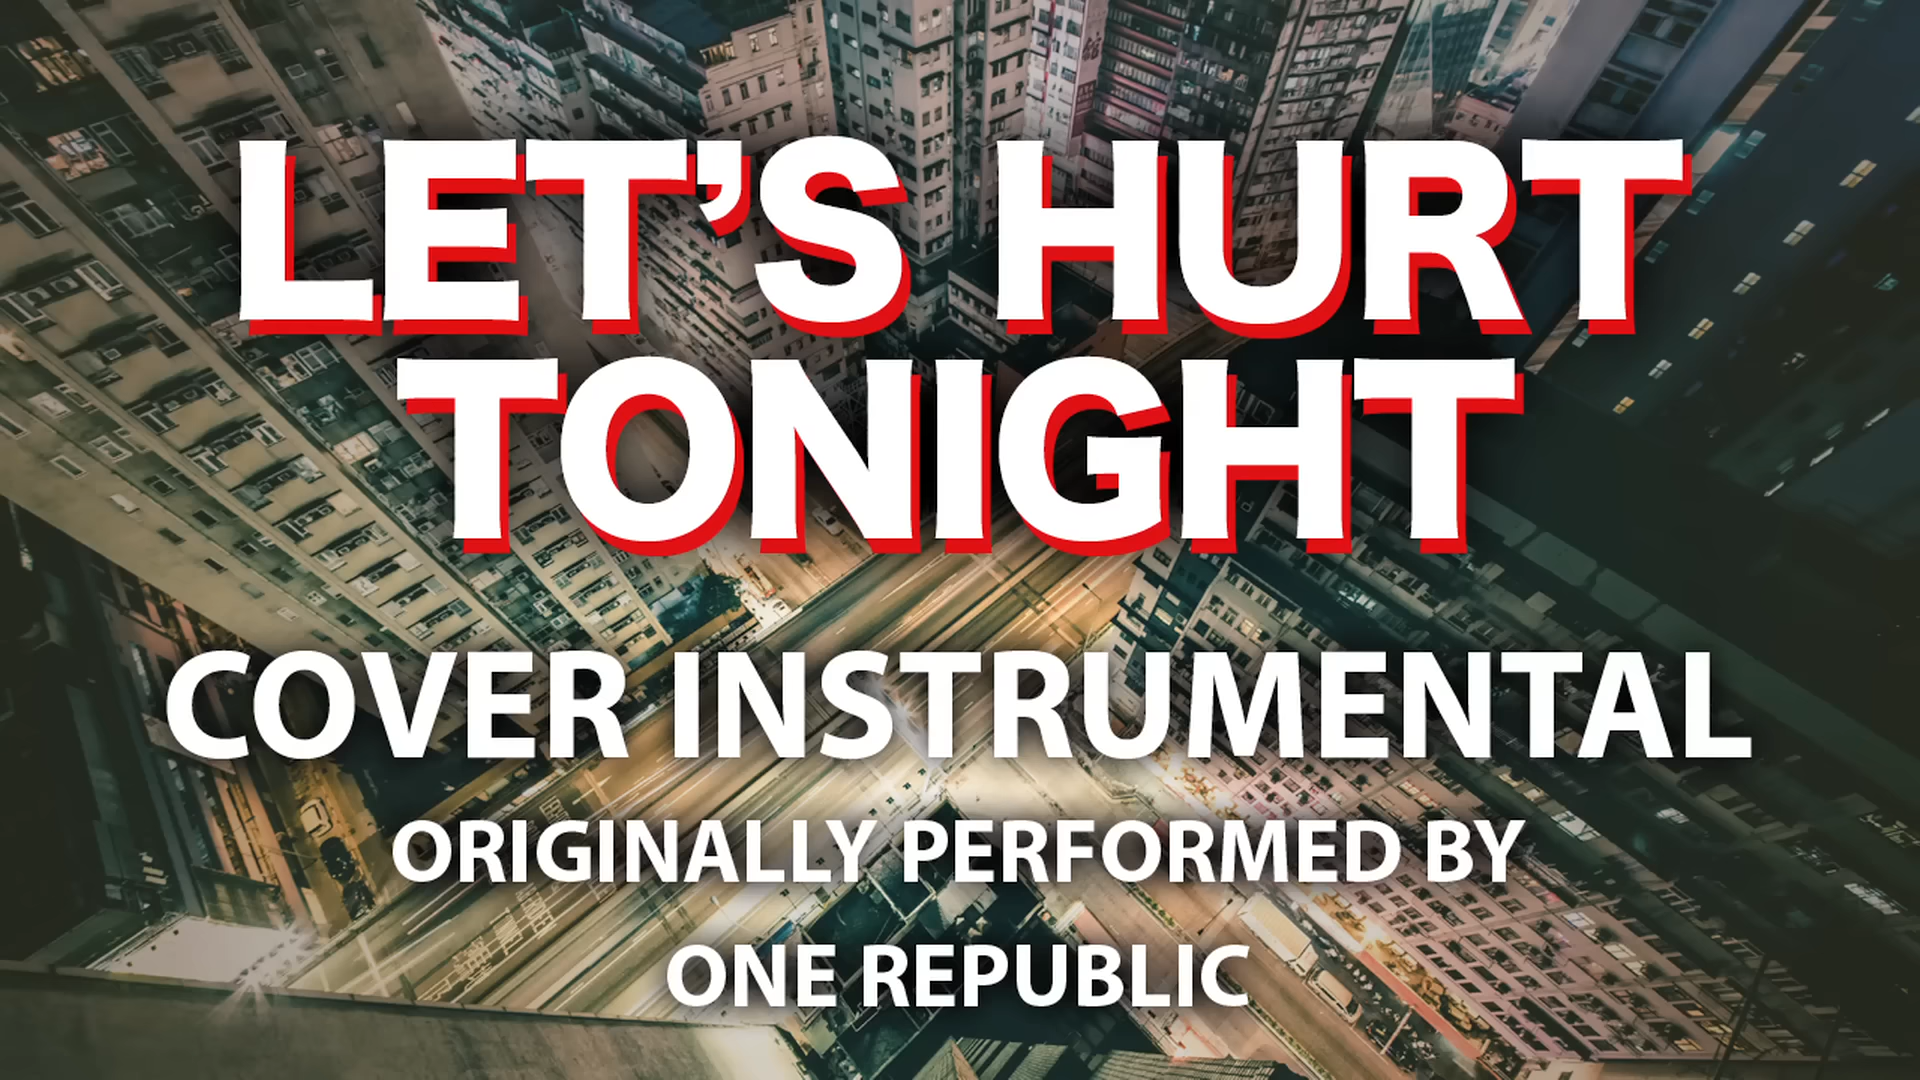 LET'S HURT
TONIGHT
COVER INSTRUMENTAL
ORIGINALLY PERFORMED BY
ONE REPUBLIC